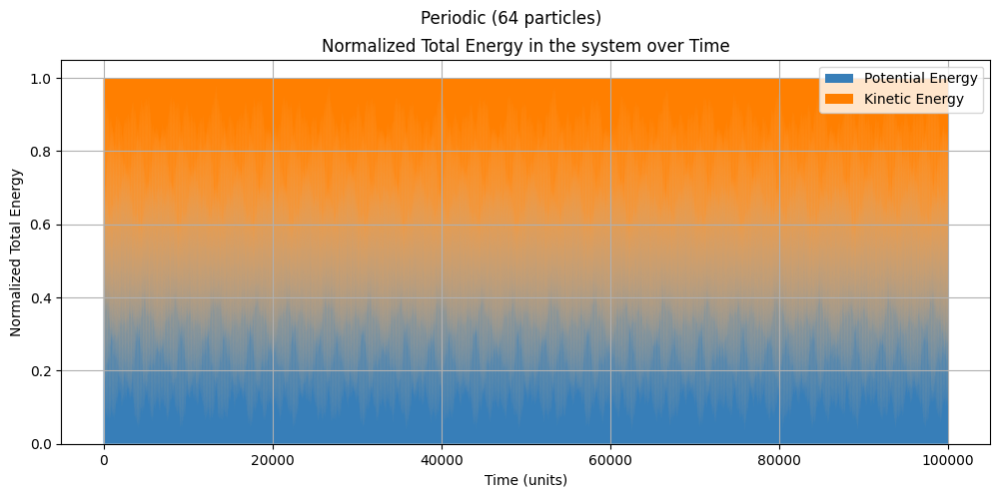 Periodic (64 particles)
Normalized Total Energy in the system over Time
Potential Energy
Kinetic Energy
Normalized Total Energy
1.0
0.8
0.6
0.4
0.2
0.0
0
20000
40000
60000
80000
100000
Time (units)